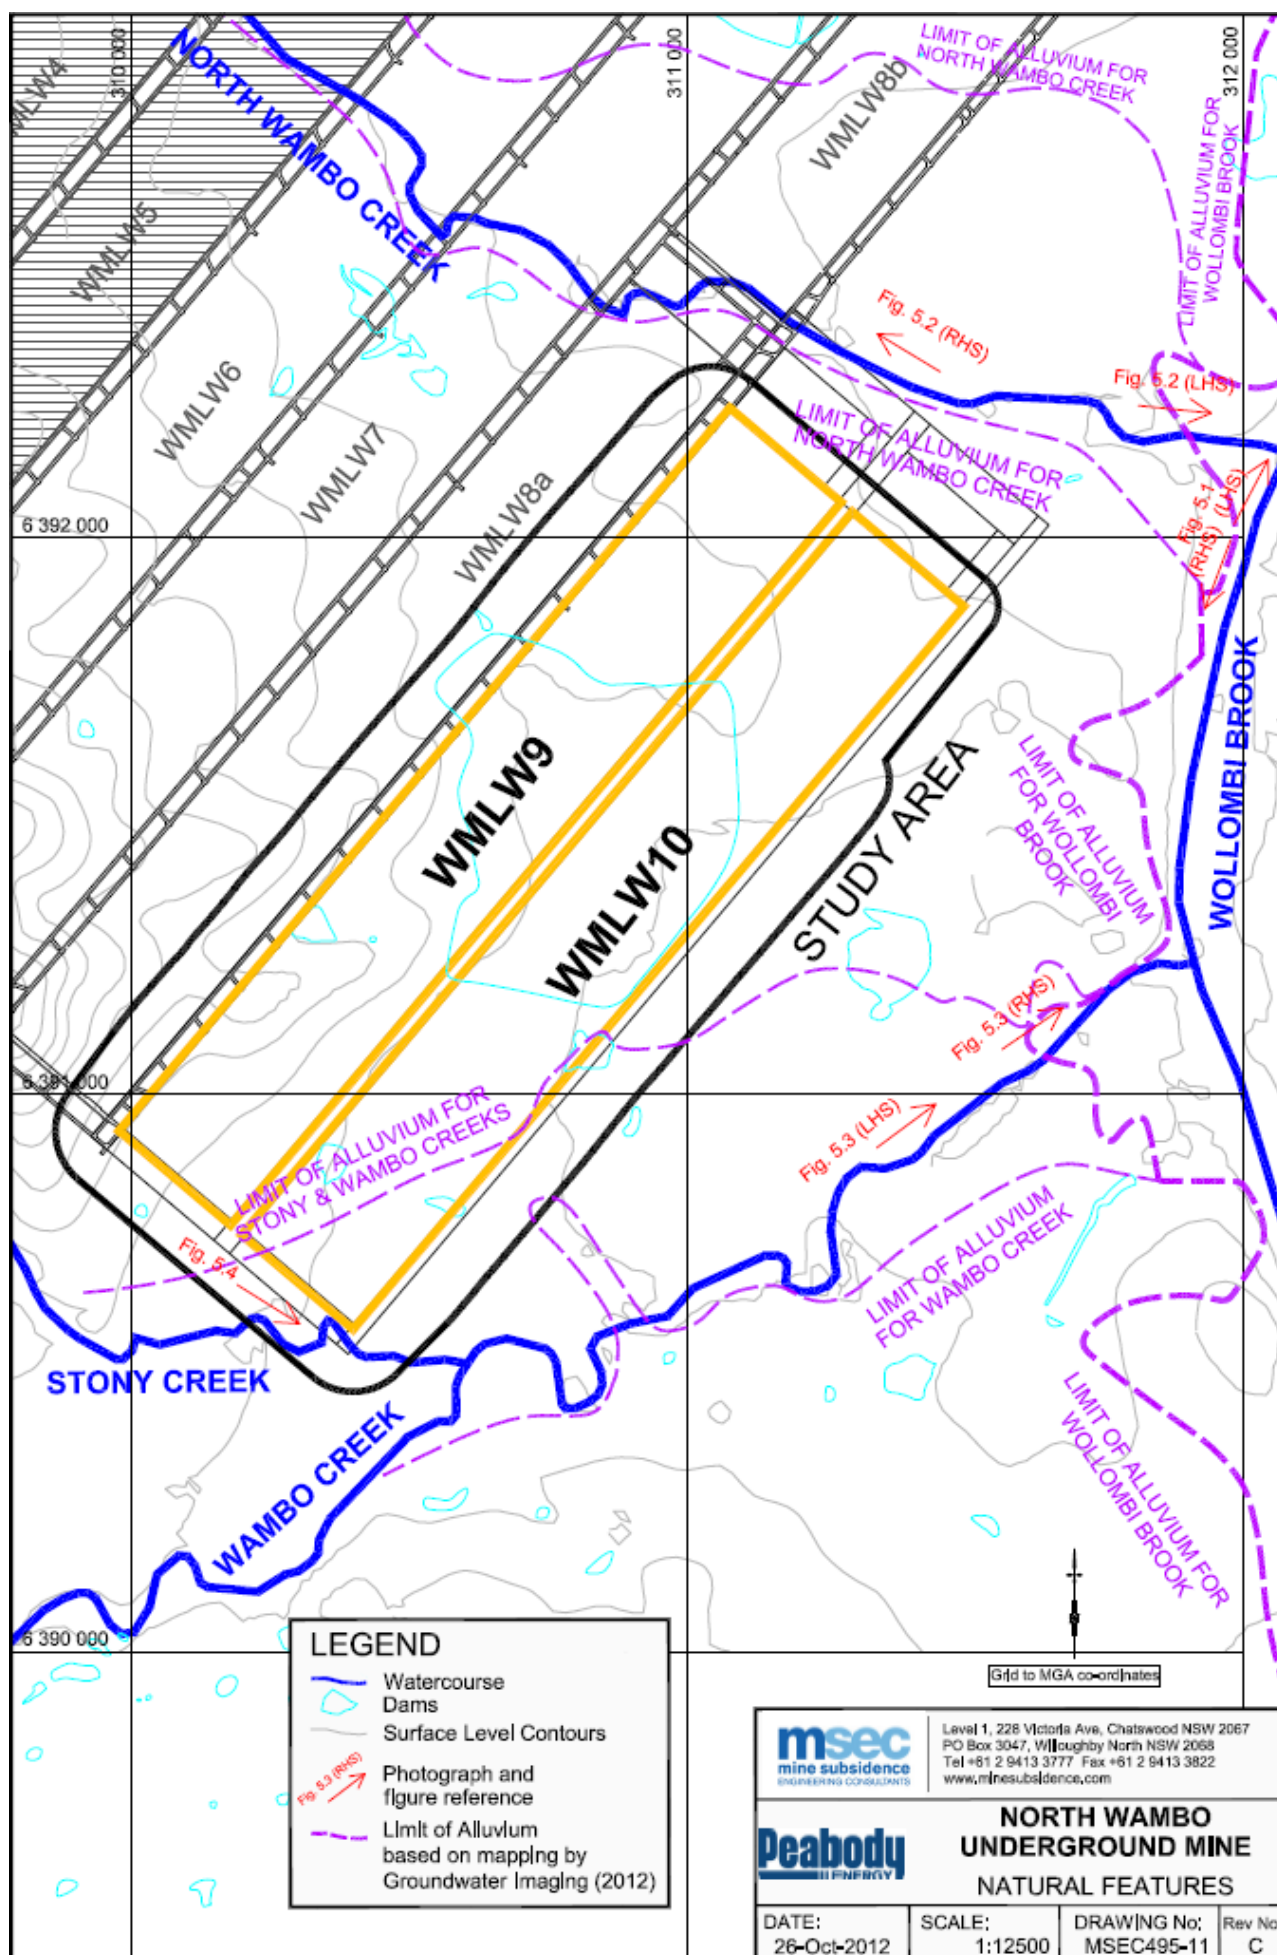 310 000
311 000
312 000
LIMIT OF ALLUVIUM FOR
NORTH WAMBO CREEK
NORTH WAMBO CREEK
WMLW4
WMLW5
WMLW8b
LIMIT OF ALLUVIUM FOR
WOLLOMBI BROOK
Fig. 5.2 (RHS)
Fig. 5.2 (LHS)
WMLW6
WMLW7
WMLW8a
LIMIT OF ALLUVIUM FOR
NORTH WAMBO CREEK
Fig. 5.1
(RHS) (LHS)
6 392 000
WMLW9
WMLW10
STUDY AREA
LIMIT OF ALLUVIUM
FOR WOLLOMBI
BROOK
WOLLOMBI BROOK
Fig. 5.3 (RHS)
6 391 000
Fig. 5.3 (LHS)
LIMIT OF ALLUVIUM FOR
STONY & WAMBO CREEKS
Fig. 5.4
LIMIT OF ALLUVIUM
FOR WAMBO CREEK
STONY CREEK
WAMBO CREEK
LIMIT OF ALLUVIUM FOR
WOLLOMBI BROOK
6 390 000
Grid to MGA co-ordinates
LEGEND
Watercourse
Dams
Surface Level Contours
Fig. 5.3 (RHS)
Photograph and
figure reference
Limit of Alluvium
based on mapping by
Groundwater Imaging (2012)
msec
mine subsidence
ENGINEERING CONSULTANTS
Level 1, 228 Victoria Ave, Chatswood NSW 2067
PO Box 3047, Willoughby North NSW 2068
Tel +61 2 9413 3777 Fax +61 2 9413 3822
www.minesubsidence.com
Peabody
ENERGY
NORTH WAMBO
UNDERGROUND MINE
NATURAL FEATURES
DATE:
26-Oct-2012
SCALE:
1:12500
DRAWING No:
MSEC495-11
Rev No
C